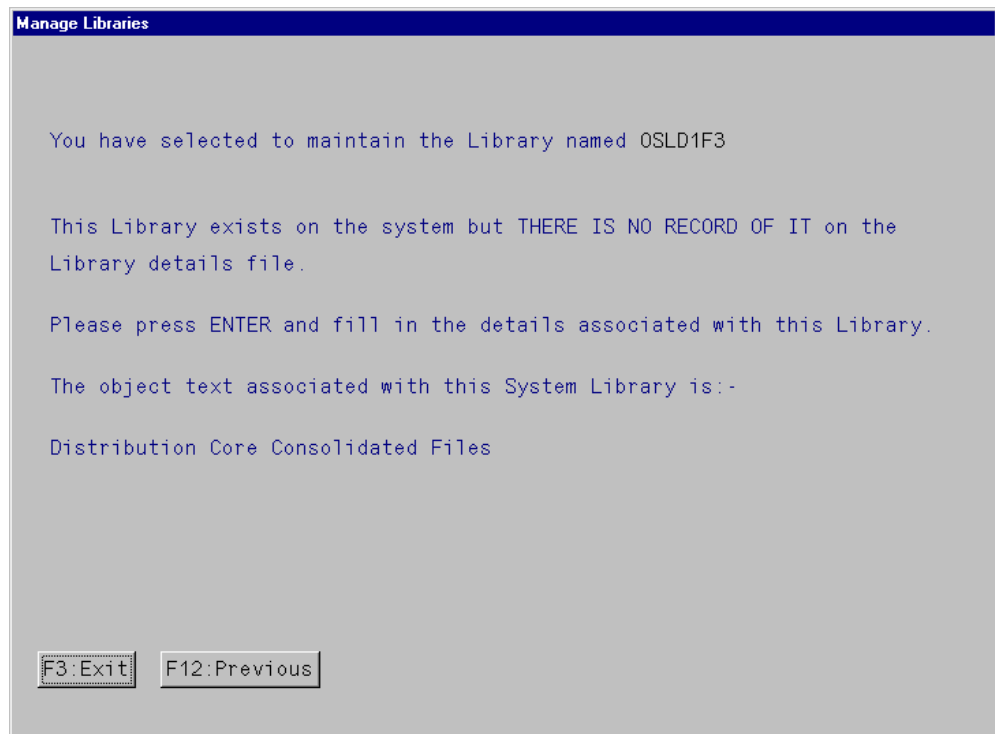 Manage Libraries
You have selected to maintain the Library named OSLD1F3
This Library exists on the system but THERE IS NO RECORD OF IT on the
Library details file.
Please press ENTER and fill in the details associated with this Library.
The object text associated with this System Library is:-
Distribution Core Consolidated Files
F3:Exit F12:Previous